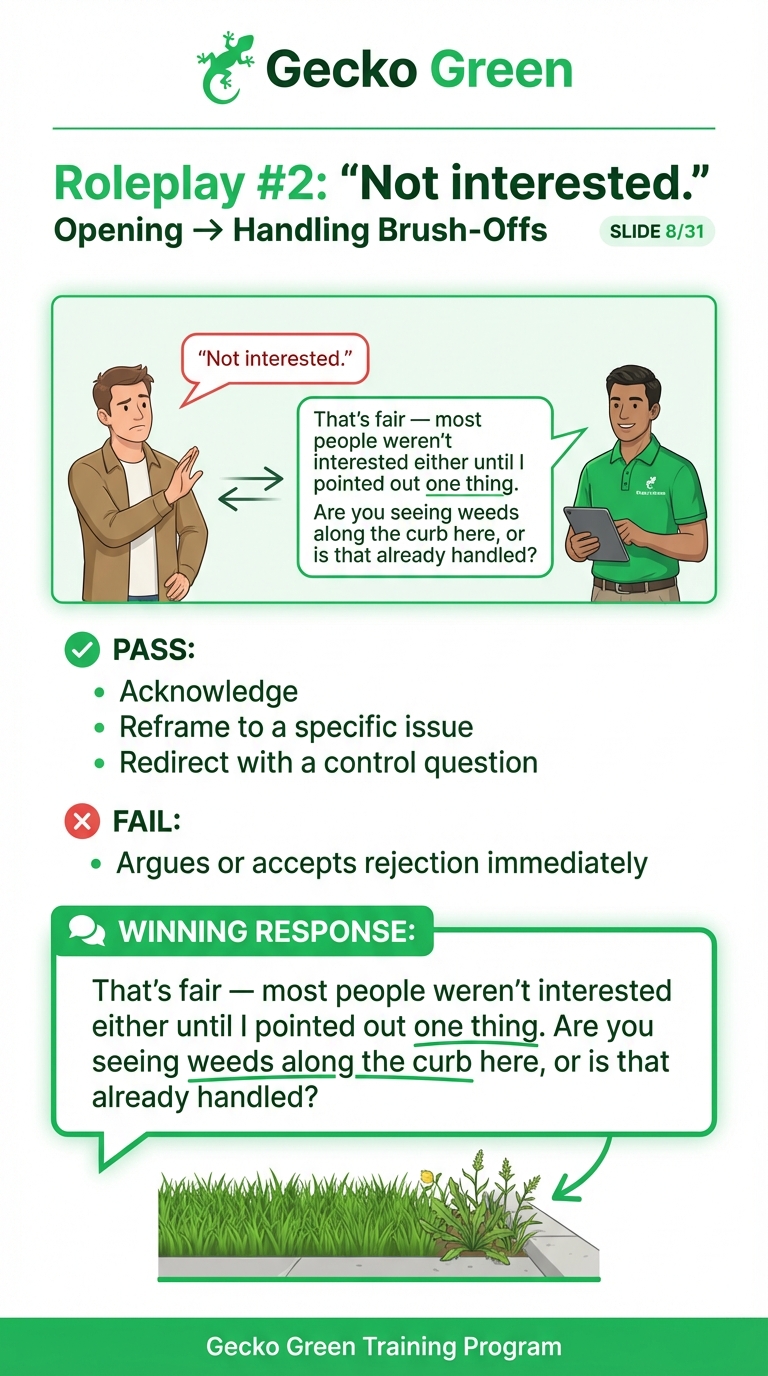 Gecko Green
Roleplay #2: “Not interested.”
Opening → Handling Brush-Offs
SLIDE 8/31
“Not interested.”
That’s fair — most
people weren’t
interested either until I
pointed out one thing.
Are you seeing weeds
along the curb here, or
is that already handled?
PASS:
• Acknowledge
• Reframe to a specific issue
• Redirect with a control question
FAIL:
• Argues or accepts rejection immediately
WINNING RESPONSE:
That’s fair — most people weren’t interested
either until I pointed out one thing. Are you
seeing weeds along the curb here, or is that
already handled?
Gecko Green Training Program